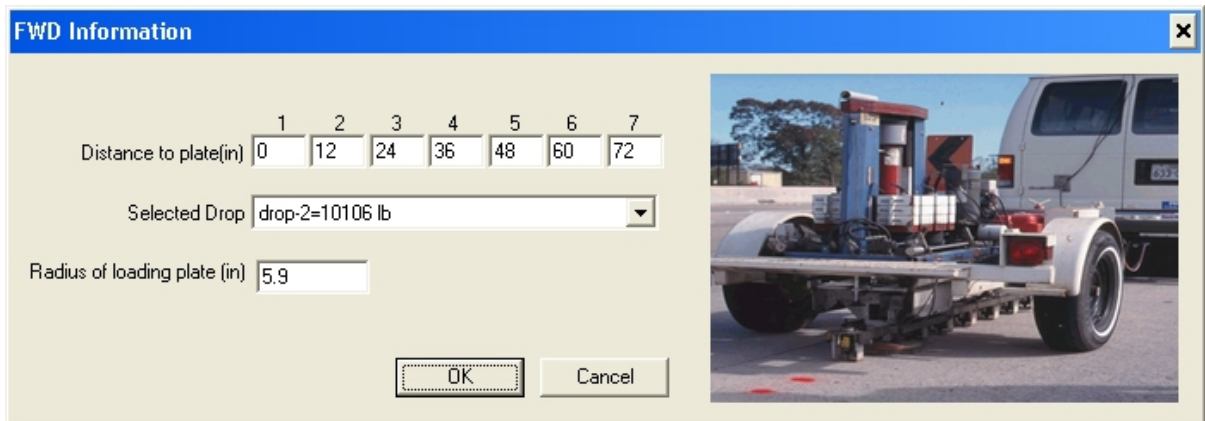 FWD Information
1 2 3 4 5 6 7
Distance to plate(in) 0 12 24 36 48 60 72
Selected Drop drop-2=10106 lb
Radius of loading plate (in) 5.9
OK Cancel